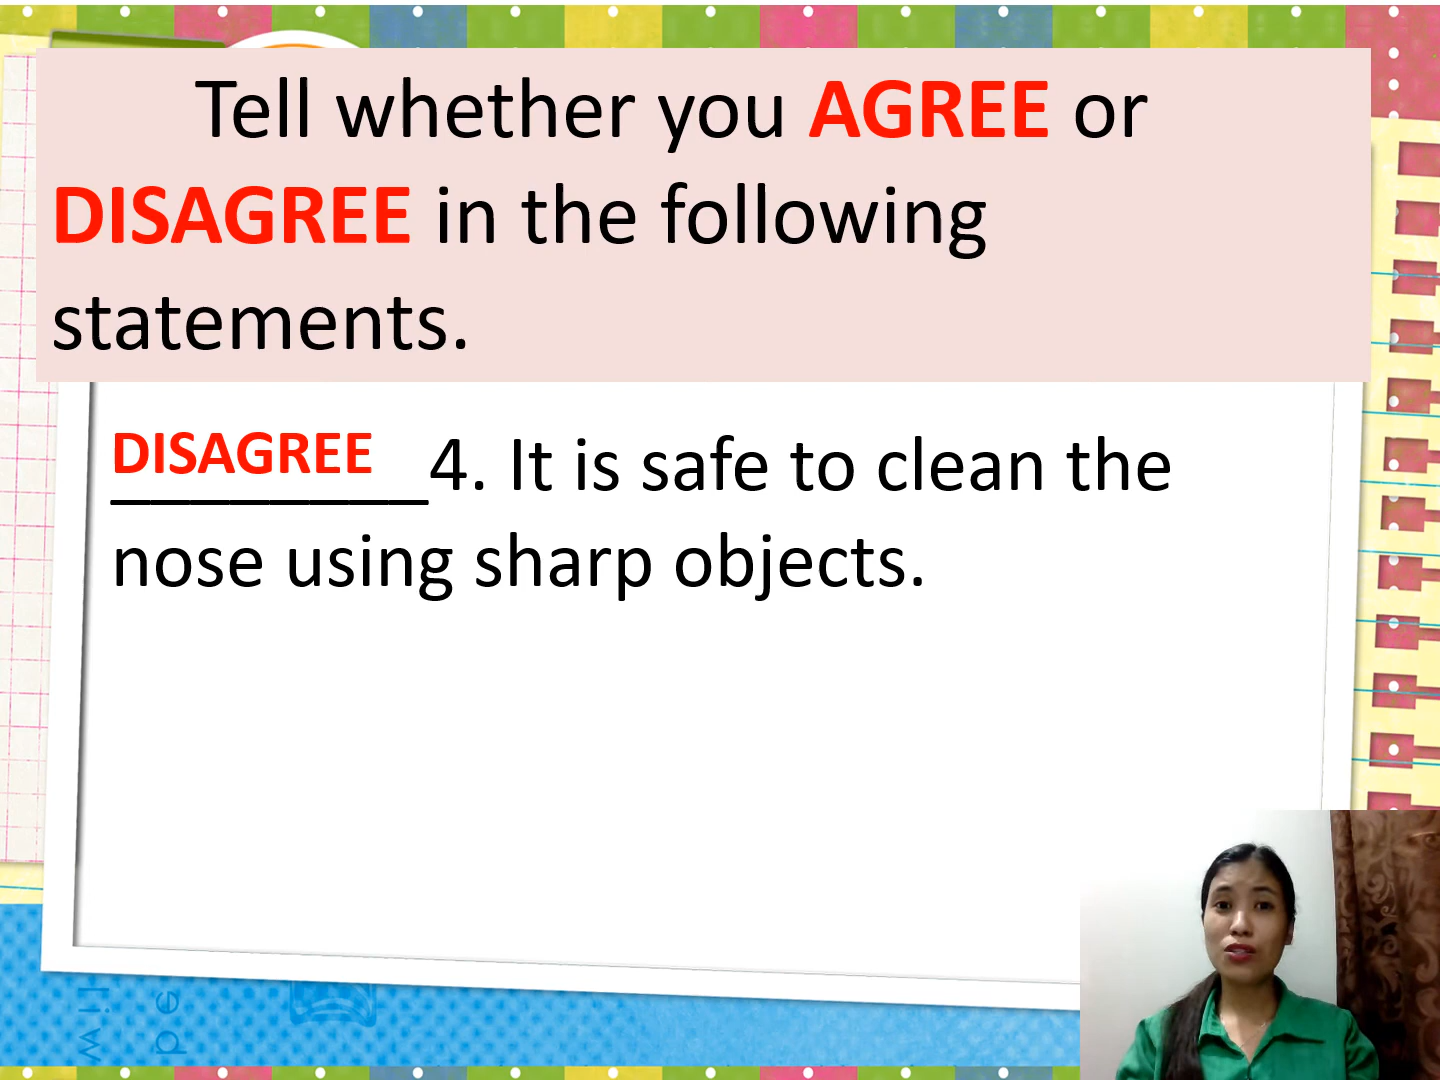 Tell whether you AGREE or
DISAGREE in the following
statements.
DISAGREE
________4. It is safe to clean the
nose using sharp objects.